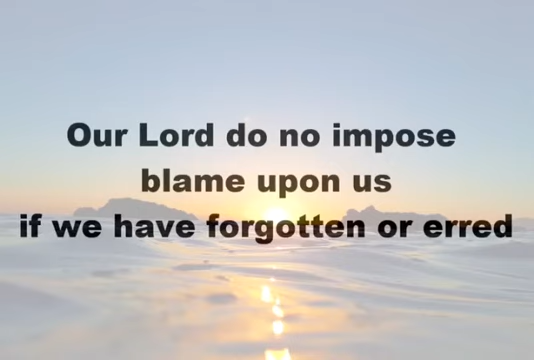 Our Lord do no impose
blame upon us
if we have forgotten or erred